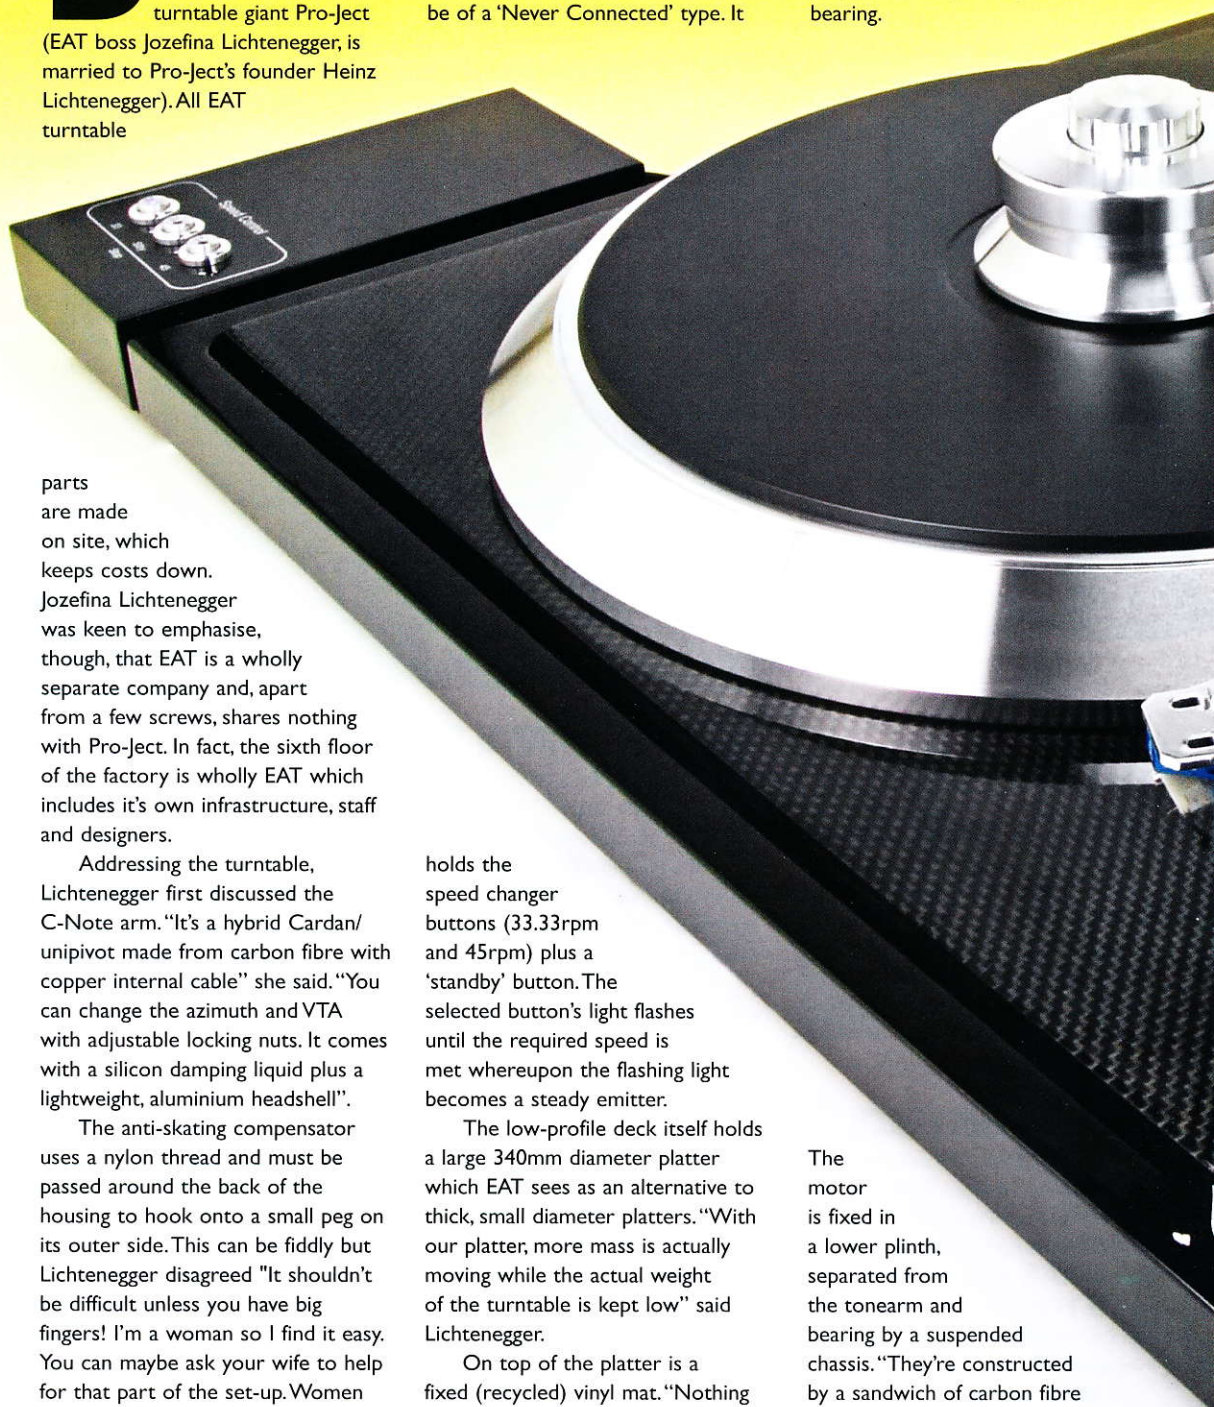 turntable giant Pro-Ject
(EAT boss Jozefina Lichtenegger, is
married to Pro-Ject's founder Heinz
Lichtenegger). All EAT
turntable
parts
are made
on site, which
keeps costs down.
Jozefina Lichtenegger
was keen to emphasise,
though, that EAT is a wholly
separate company and, apart
from a few screws, shares nothing
with Pro-Ject. In fact, the sixth floor
of the factory is wholly EAT which
includes it's own infrastructure, staff
and designers.
Addressing the turntable,
Lichtenegger first discussed the
C-Note arm. “It's a hybrid Cardan/
unipivot made from carbon fibre with
copper internal cable” she said. “You
can change the azimuth and VTA
with adjustable locking nuts. It comes
with a silicon damping liquid plus a
lightweight, aluminium headshell”.
The anti-skating compensator
uses a nylon thread and must be
passed around the back of the
housing to hook onto a small peg on
its outer side. This can be fiddly but
Lichtenegger disagreed "It shouldn't
be difficult unless you have big
fingers! I'm a woman so I find it easy.
You can maybe ask your wife to help
for that part of the set-up. Women
be of a ‘Never Connected’ type. It
holds the
speed changer
buttons (33.33rpm
and 45rpm) plus a
‘standby’ button. The
selected button's light flashes
until the required speed is
met whereupon the flashing light
becomes a steady emitter.
The low-profile deck itself holds
a large 340mm diameter platter
which EAT sees as an alternative to
thick, small diameter platters. “With
our platter, more mass is actually
moving while the actual weight
of the turntable is kept low” said
Lichtenegger.
On top of the platter is a
fixed (recycled) vinyl mat. “Nothing
bearing.
The
motor
is fixed in
a lower plinth,
separated from
the tonearm and
bearing by a suspended
chassis. “They're constructed
by a sandwich of carbon fibre
Speed Control